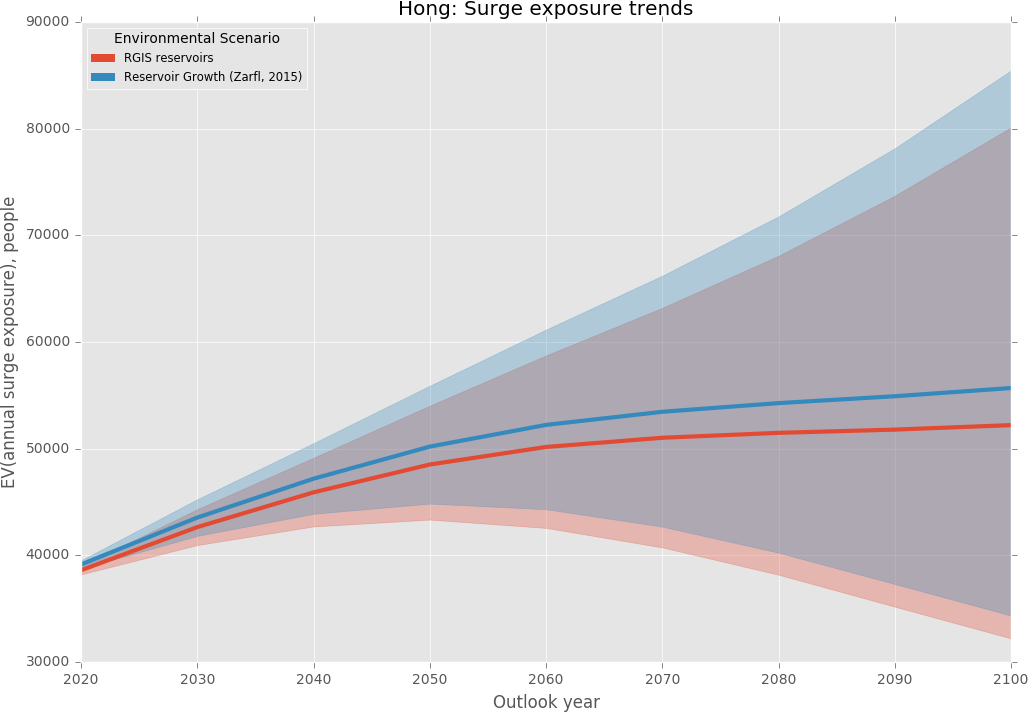 Hong: Surge exposure trends
90000
80000
70000
60000
50000
40000
30000
EV(annual surge exposure), people
Environmental Scenario
RGIS reservoirs
Reservoir Growth (Zarfl, 2015)
2020 2030 2040 2050 2060 2070 2080 2090 2100
Outlook year